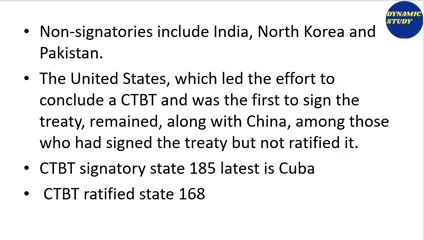 DYNAMIC
STUDY
• Non-signatories include India, North Korea and
Pakistan.
• The United States, which led the effort to
conclude a CTBT and was the first to sign the
treaty, remained, along with China, among those
who had signed the treaty but not ratified it.
• CTBT signatory state 185 latest is Cuba
• CTBT ratified state 168